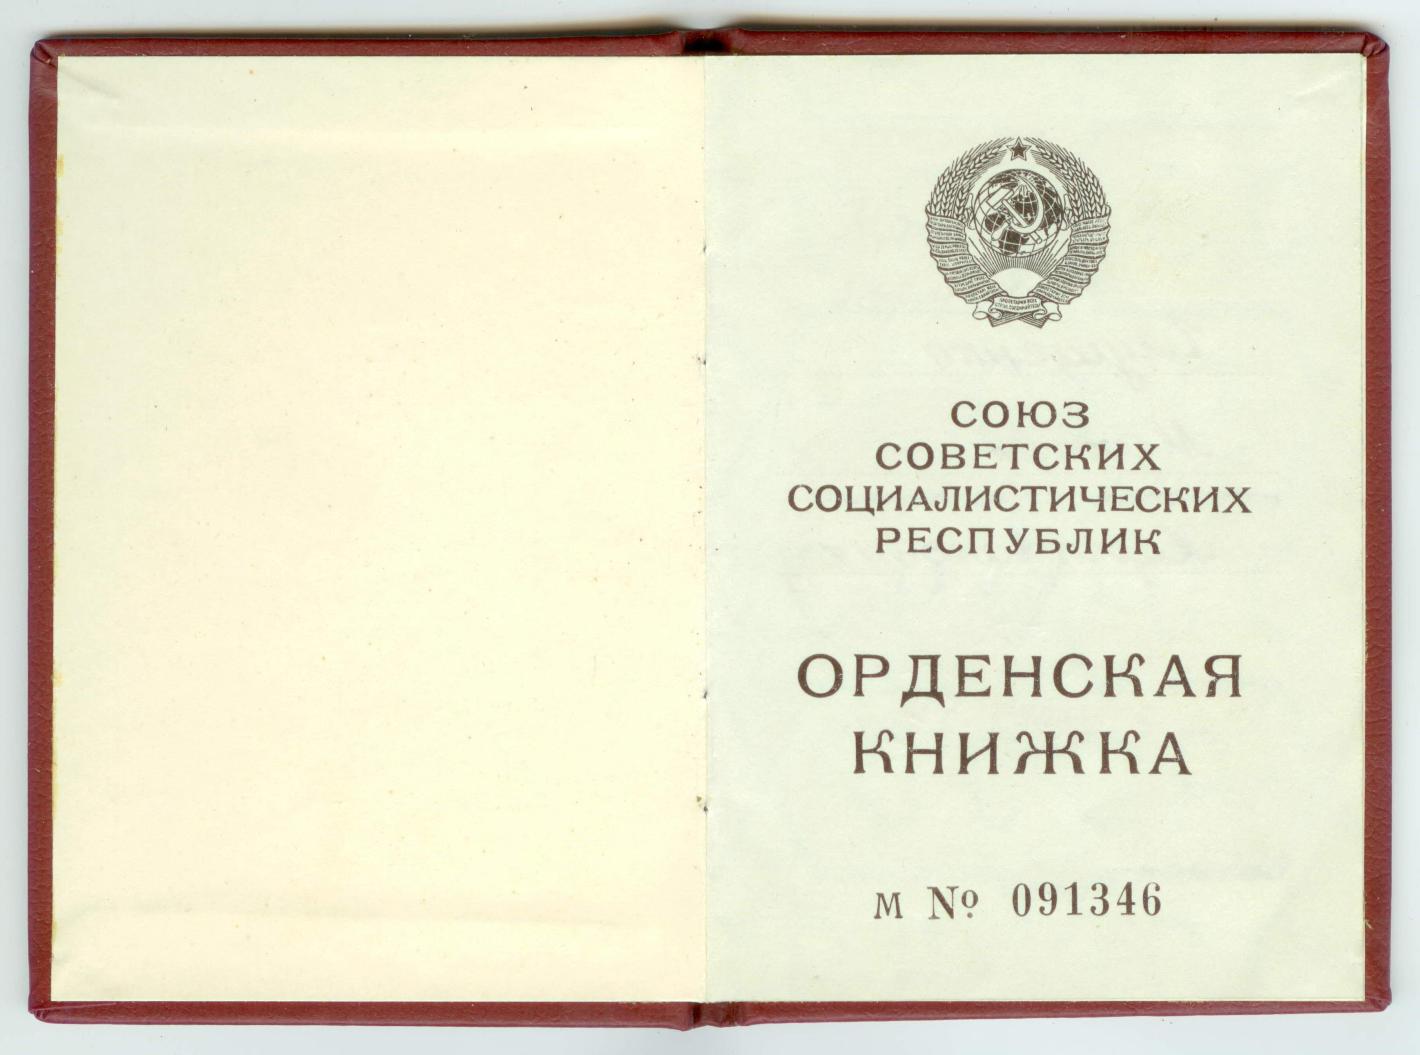 СОЮЗ
СОВЕТСКИХ
СОЦИАЛИСТИЧЕСКИХ
РЕСПУБЛИК
ОРДЕНСКАЯ
КНИЖКА
М № 091346